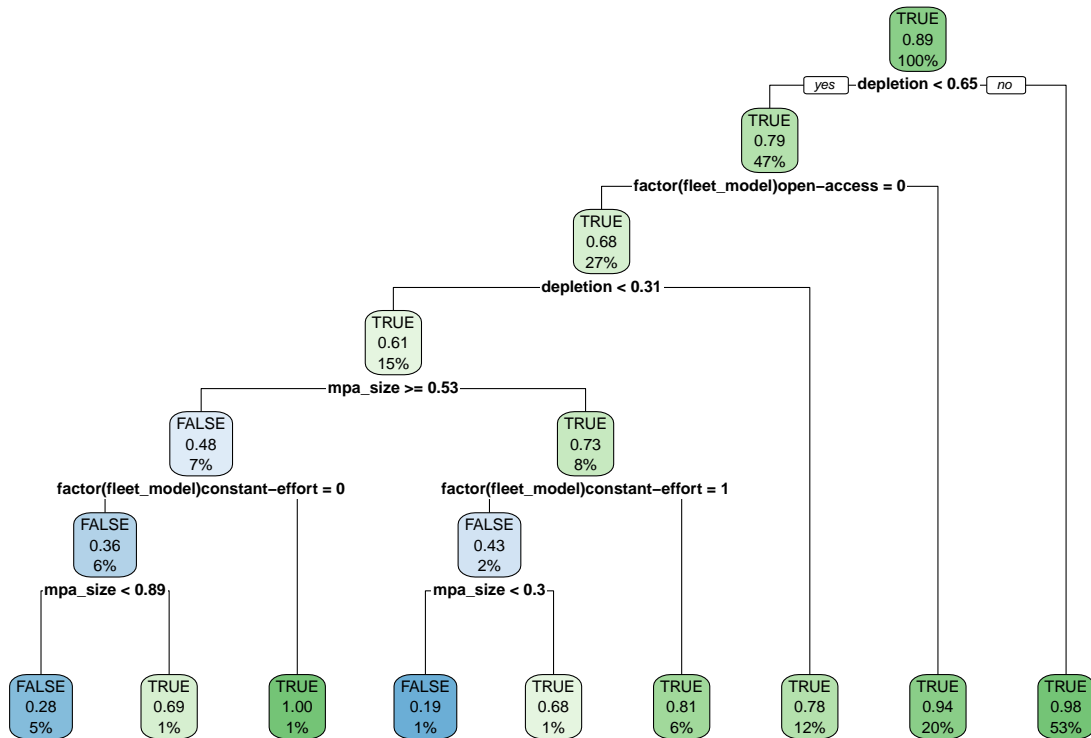 TRUE
0.89
100%
yes
depletion < 0.65
no
TRUE
0.79
47%
factor(fleet_model)open−access = 0
TRUE
0.68
27%
depletion < 0.31
TRUE
0.61
15%
mpa_size >= 0.53
FALSE
0.48
7%
TRUE
0.73
8%
factor(fleet_model)constant−effort = 0
factor(fleet_model)constant−effort = 1
FALSE
0.36
6%
FALSE
0.43
2%
mpa_size < 0.89
mpa_size < 0.3
FALSE
0.28
5%
TRUE
0.69
1%
TRUE
1.00
1%
FALSE
0.19
1%
TRUE
0.68
1%
TRUE
0.81
6%
TRUE
0.78
12%
TRUE
0.94
20%
TRUE
0.98
53%